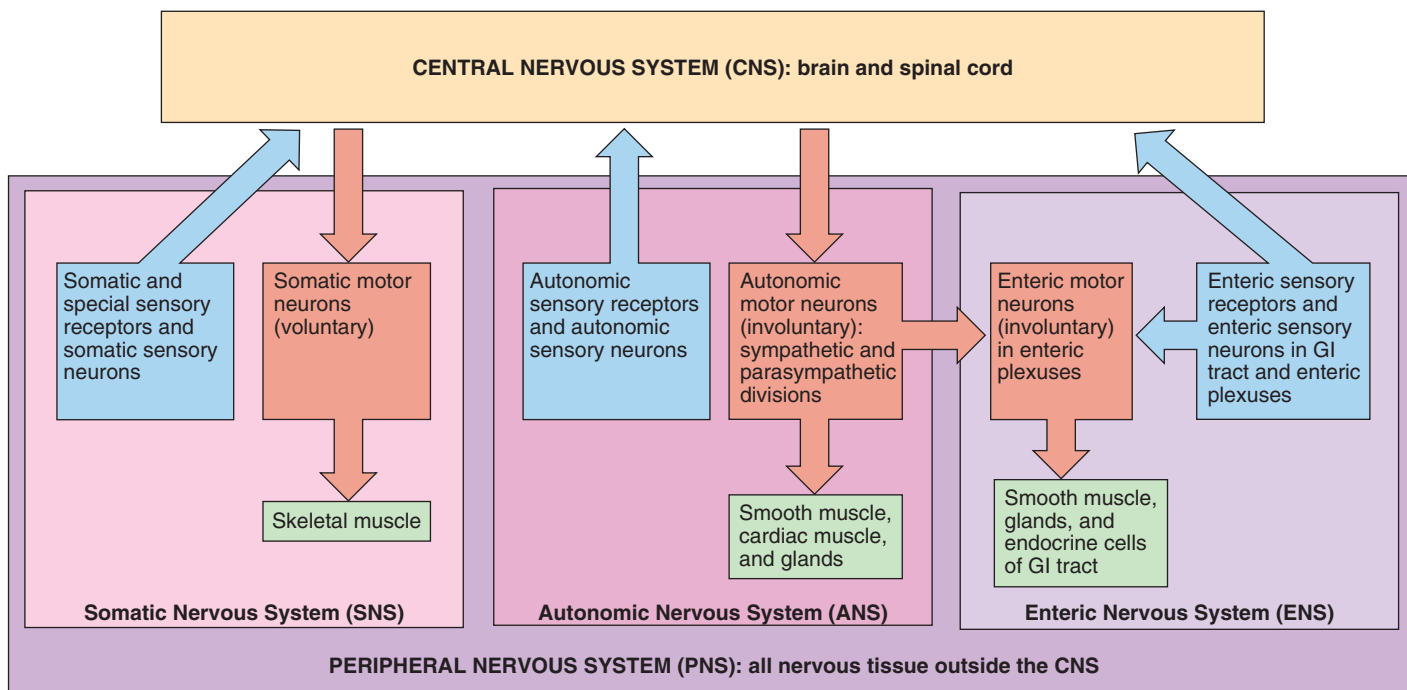 CENTRAL NERVOUS SYSTEM (CNS): brain and spinal cord
Somatic and
special sensory
receptors and
somatic sensory
neurons
Somatic motor
neurons
(voluntary)
Skeletal muscle
Somatic Nervous System (SNS)
Autonomic
sensory receptors
and autonomic
sensory neurons
Autonomic
motor neurons
(involuntary):
sympathetic and
parasympathetic
divisions
Smooth muscle,
cardiac muscle,
and glands
Autonomic Nervous System (ANS)
Enteric motor
neurons
(involuntary)
in enteric
plexuses
Smooth muscle,
glands, and
endocrine cells
of GI tract
Enteric sensory
receptors and
enteric sensory
neurons in GI
tract and enteric
plexuses
Enteric Nervous System (ENS)
PERIPHERAL NERVOUS SYSTEM (PNS): all nervous tissue outside the CNS